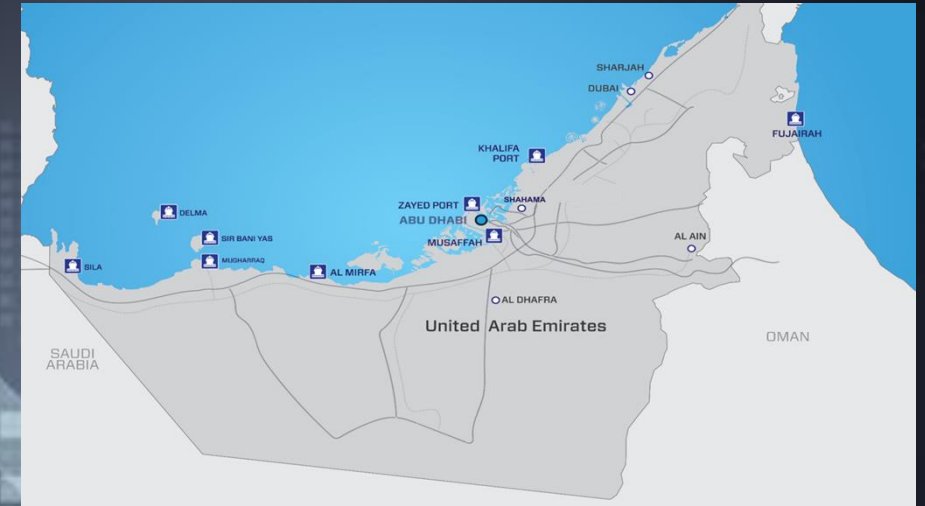 SHARJAH
DUBAI
FUJAIRAH
KHALIFA
PORT
ZAYED PORT
SHAHAMA
ABU DHABI
DELMA
MUSAFFAH
SIR BANI YAS
AL AIN
MUSHARRAQ
SILA
AL MIRFA
AL DHAFRA
United Arab Emirates
OMAN
SAUDI
ARABIA